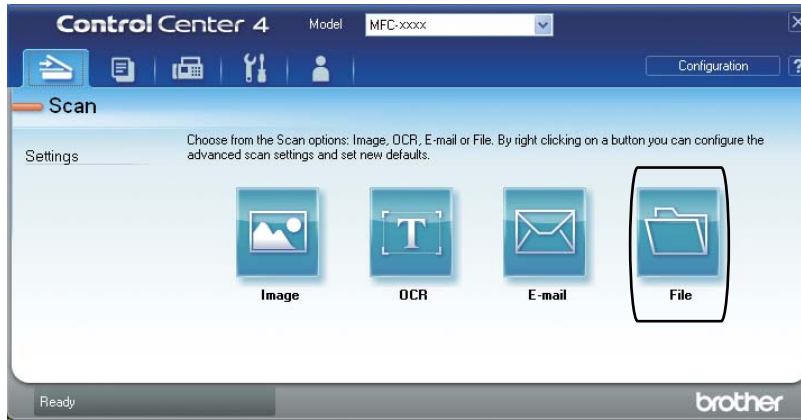 Control Center 4 Model MFC-xxxx
Configuration ?
Scan
Settings
Choose from the Scan options: Image, OCR, E-mail or File. By right clicking on a button you can configure the
advanced scan settings and set new defaults.
T
Image OCR E-mail File
Ready brother